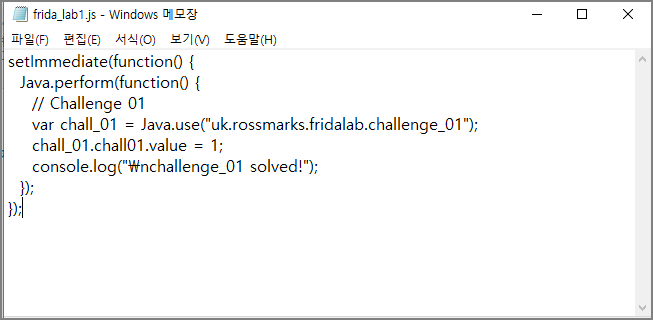 frida_lab1.js - Windows 메모장
파일(F) 편집(E) 서식(O) 보기(V) 도움말(H)
setImmediate(function() {
Java.perform(function() {
// Challenge 01
var chall_01 = Java.use("uk.rossmarks.fridalab.challenge_01");
chall_01.chall01.value = 1;
console.log("₩nchallenge_01 solved!");
});
});